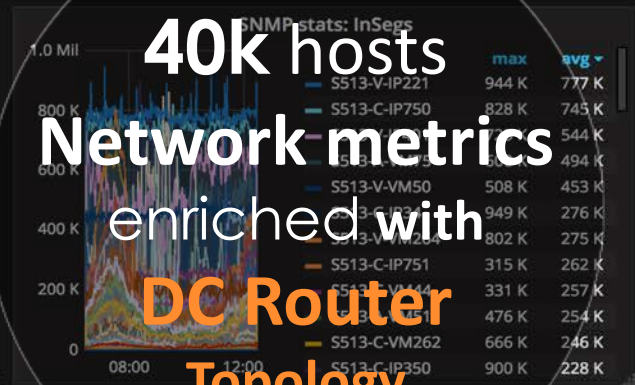 SNMP stats: InSegs
40k hosts
Network metrics
enriched with
DC Router
Topology
1.0 Mil
800 K
600 K
400 K
200 K
0
08:00 12:00
max avg
S513-V-IP221 944 K 777 K
S513-C-IP750 828 K 745 K
544 K
494 K
S513-V-VM50 508 K 453 K
949 K 276 K
802 K 275 K
S513-C-IP751 315 K 262 K
331 K 257 K
476 K 254 K
S513-C-VM262 666 K 246 K
S513-C-IP350 900 K 228 K